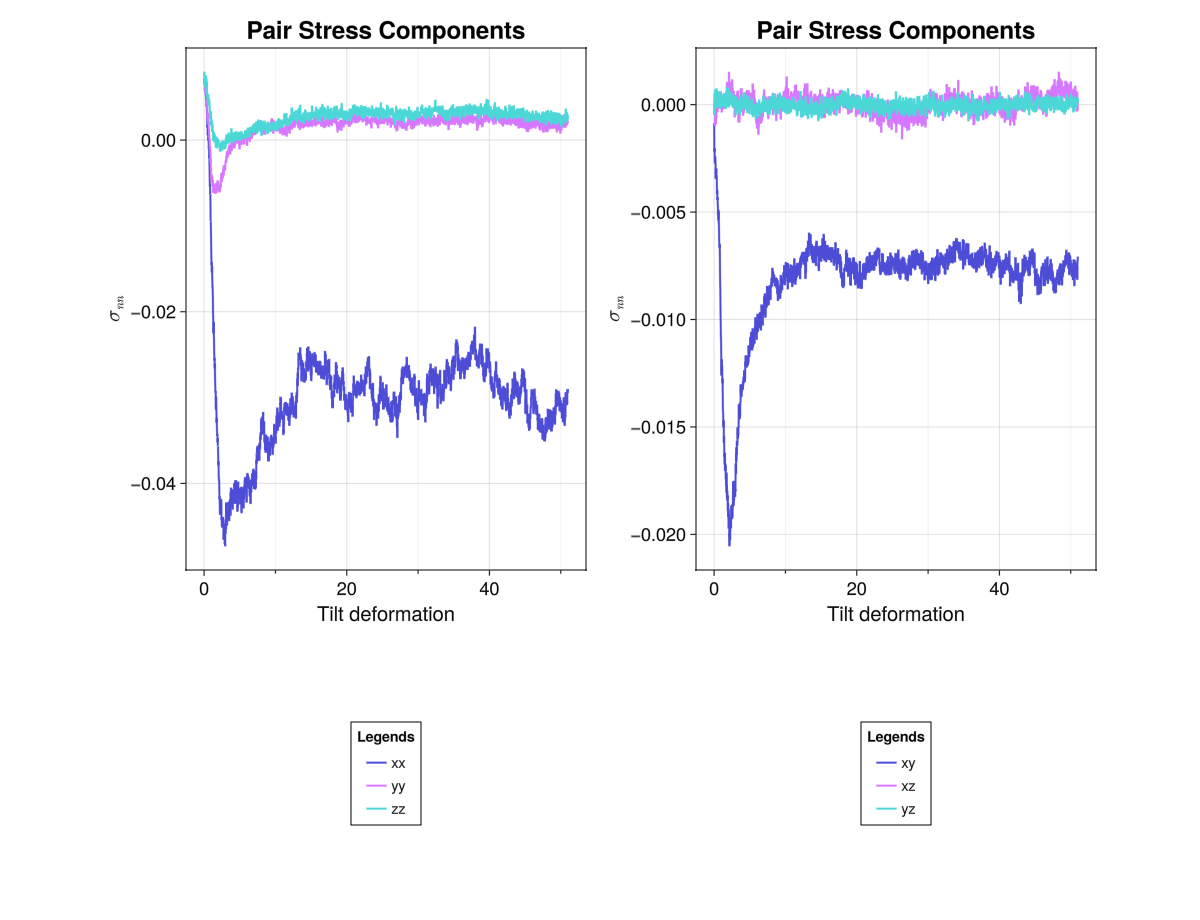 Pair Stress Components
Pair Stress Components
0.00
−0.02
−0.04
σnn
0
20
40
Tilt deformation
0.000
−0.005
−0.010
−0.015
−0.020
σnn
0
20
40
Tilt deformation
Legends
xx
yy
zz
Legends
xy
xz
yz